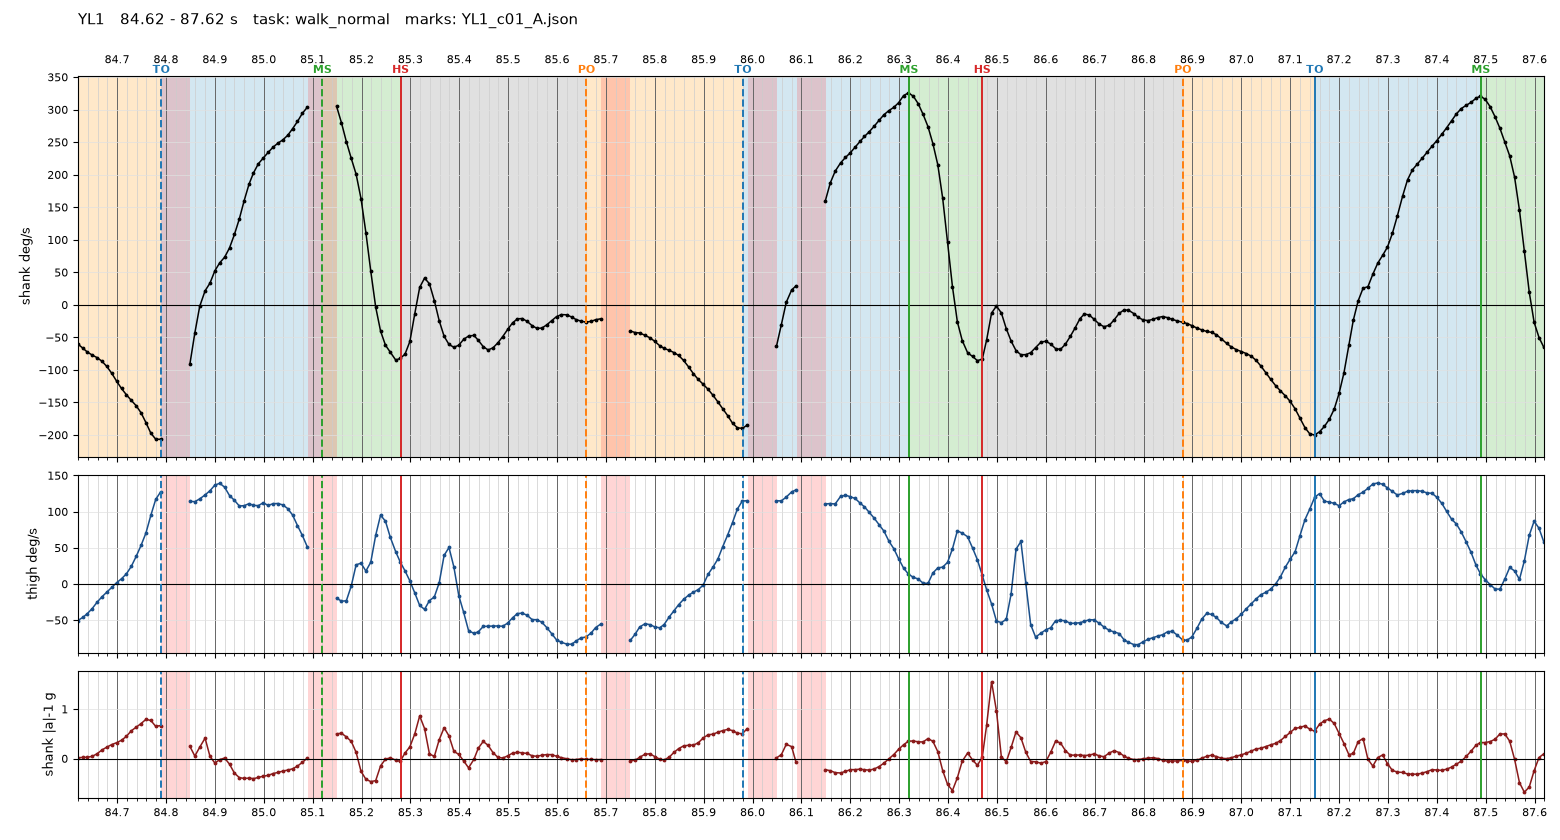 YL1 84.62 - 87.62 s task: walk_normal marks: YL1_c01_A.json
84.7 84.8 84.9 85.0 85.1 85.2 85.3 85.4 85.5 85.6 85.7 85.8 85.9 86.0 86.1 86.2 86.3 86.4 86.5 86.6 86.7 86.8 86.9 87.0 87.1 87.2 87.3 87.4 87.5 87.6
TO MS HS PO TO MS HS PO TO MS
350
300
250
200
150
100
50
0
−50
−100
−150
−200
shank deg/s
150
100
50
0
−50
thigh deg/s
1
0
shank |a|-1 g
84.7 84.8 84.9 85.0 85.1 85.2 85.3 85.4 85.5 85.6 85.7 85.8 85.9 86.0 86.1 86.2 86.3 86.4 86.5 86.6 86.7 86.8 86.9 87.0 87.1 87.2 87.3 87.4 87.5 87.6